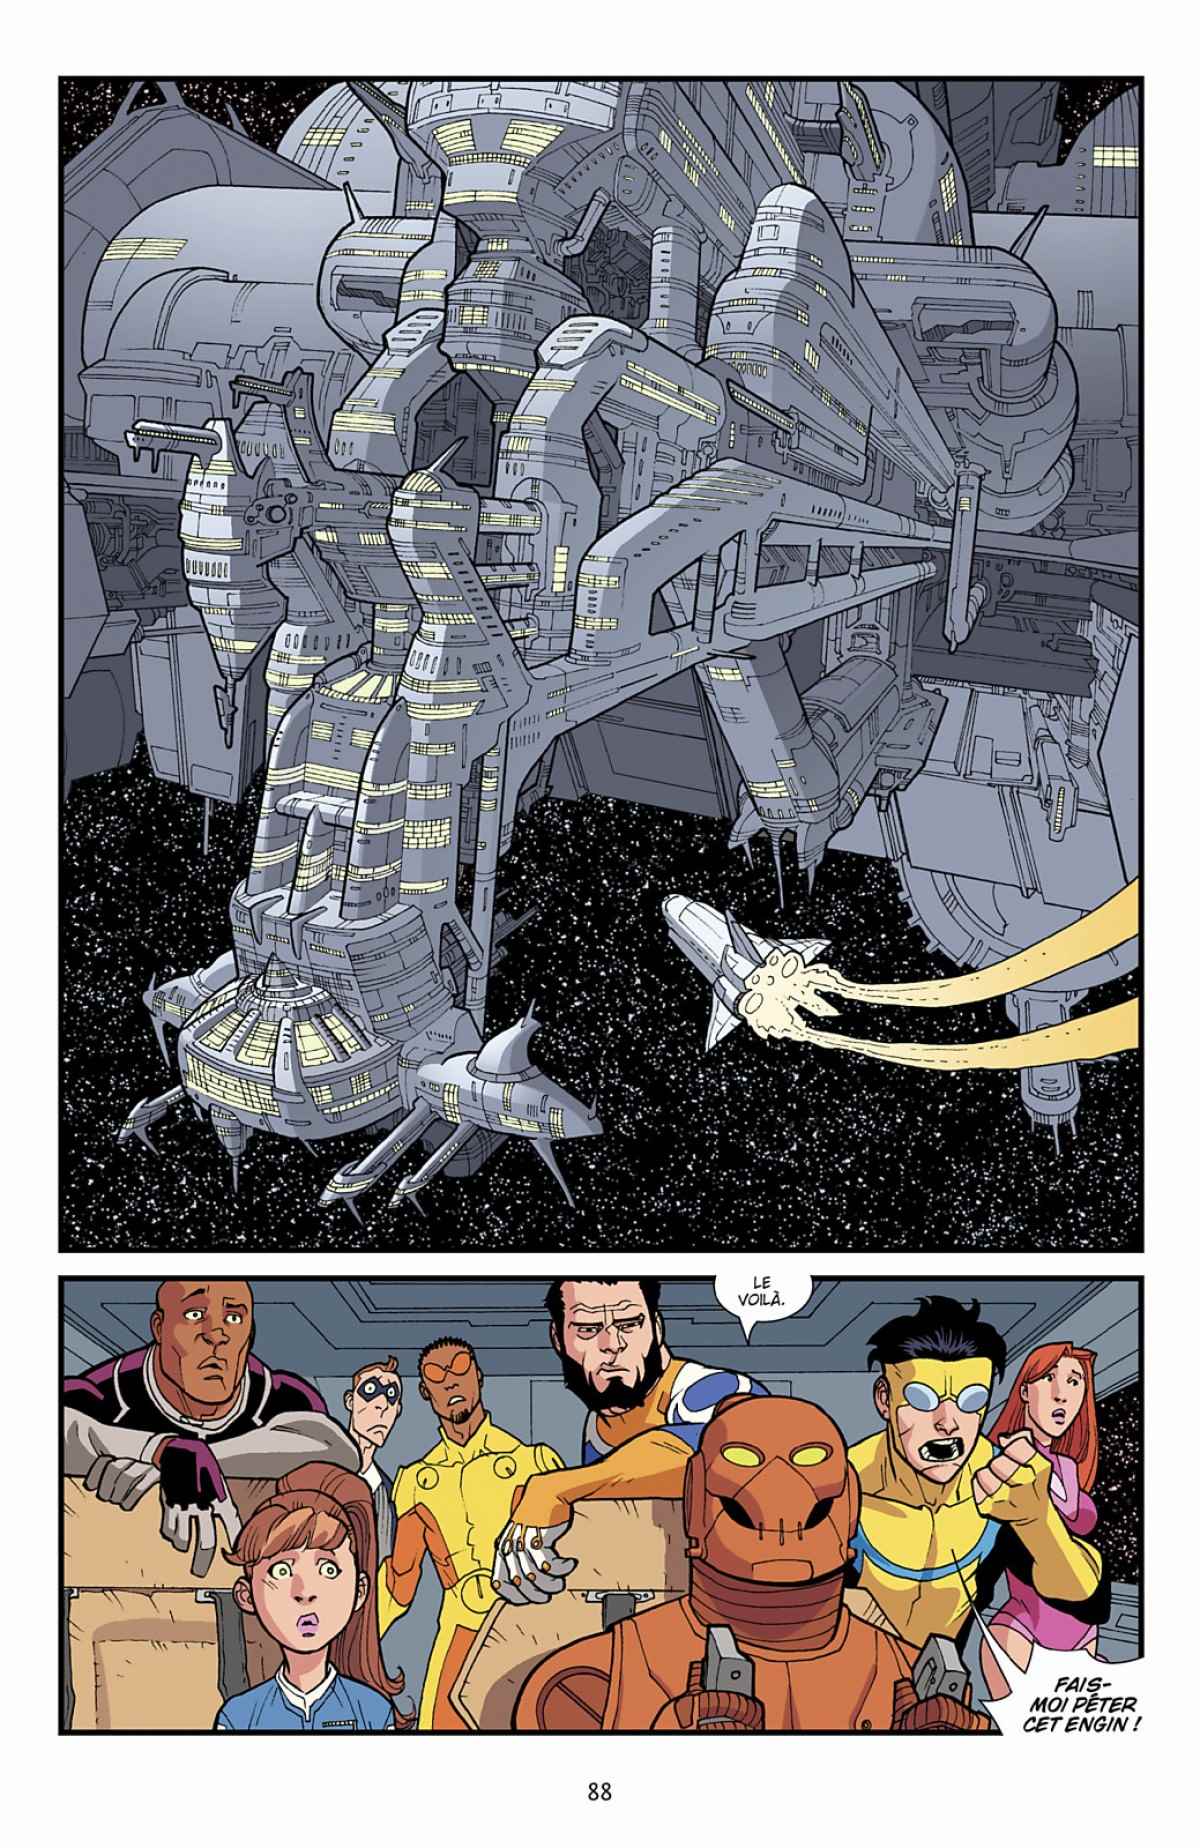 LE
VOILÀ.
FAIS-
MOI PÉTER
CET ENGIN !
88